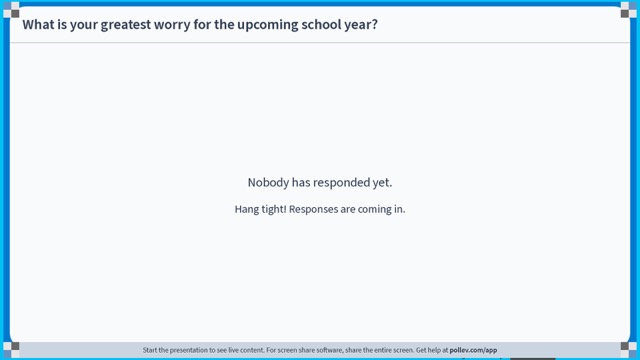 What is your greatest worry for the upcoming school year?
Nobody has responded yet.
Hang tight! Responses are coming in.
Start the presentation to see live content. For screen share software, share the entire screen. Get help at pollev.com/app